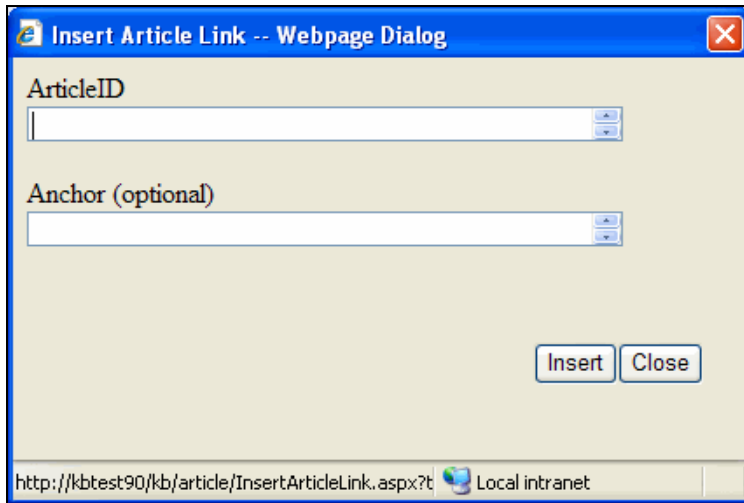 Insert Article Link -- Webpage Dialog
ArticleID
Anchor (optional)
Insert Close
http://kbtest90/kb/article/InsertArticleLink.aspx?t Local intranet